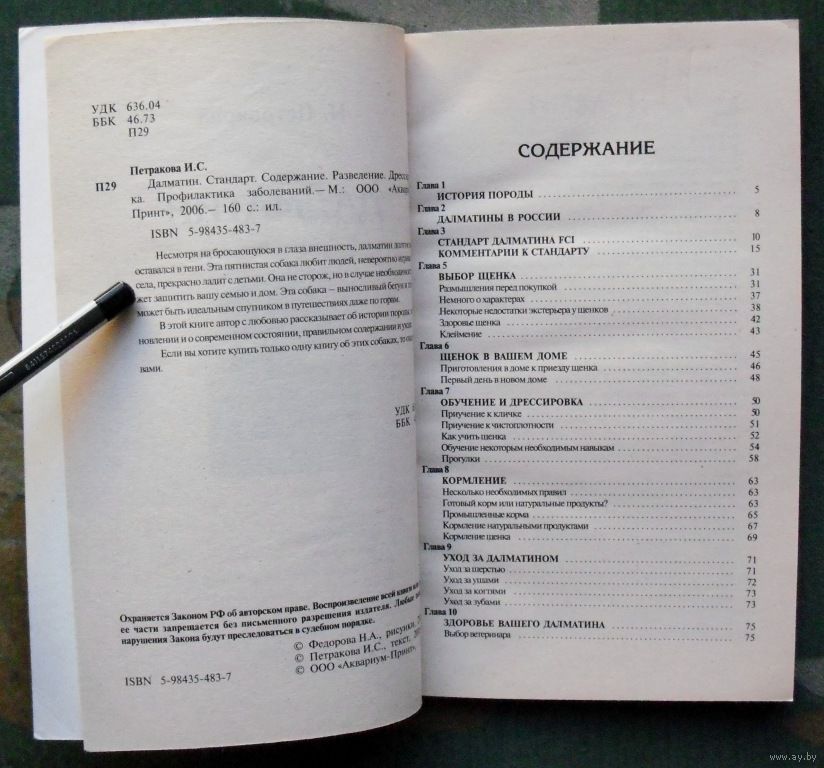 УДК 636.04
ББК 46.73
П29
Петракова И.С.
П29 Далматин. Стандарт. Содержание. Разведение.
ка. Профилактика заболеваний.— М.: ООО
Принт», 2006.— 160 с.: ил.
ISBN 5-98435-483-7
Несмотря на бросающуюся в глаза внешность, далматин
оставался в тени. Эта пятнистая собака любит людей, невероятно
села, прекрасно ладит с детьми. Она не сторож, но в случае
жет защитить вашу семью и дом. Эта собака – выносливый бегун и
может быть идеальным спутником в путешествиях даже по горам.
В этой книге автор с любовью рассказывает об истории породы,
новлении и о современном состоянии, правильном содержании и
Если вы хотите купить только одну книгу об этих собаках, то
вами.
УДК
ББК
Охраняется Законом РФ об авторском праве. Воспроизведение всей книги или
ее части запрещается без письменного разрешения издателя. Любые
нарушения Закона будут преследоваться в судебном порядке.
© Федорова Н.А., рисунки,
© Петракова И.С., текст,
© ООО «Аквариум-Принт»,
ISBN 5-98435-483-7
СОДЕРЖАНИЕ
Глава 1
ИСТОРИЯ ПОРОДЫ 5
Глава 2
ДАЛМАТИНЫ В РОССИИ 8
Глава 3
СТАНДАРТ ДАЛМАТИНА FCI 10
КОММЕНТАРИИ К СТАНДАРТУ 15
Глава 5
ВЫБОР ЩЕНКА 31
Размышления перед покупкой 31
Немного о характерах 37
Некоторые недостатки экстерьера у щенков 38
Здоровье щенка 42
Клеймение 43
Глава 6
ЩЕНОК В ВАШЕМ ДОМЕ 45
Приготовления в доме к приезду щенка 46
Первый день в новом доме 48
Глава 7
ОБУЧЕНИЕ И ДРЕССИРОВКА 50
Приучение к кличке 50
Приучение к чистоплотности 51
Как учить щенка 52
Обучение некоторым необходимым навыкам 54
Прогулки 58
Глава 8
КОРМЛЕНИЕ 63
Несколько необходимых правил 63
Готовый корм или натуральные продукты? 63
Промышленные корма 65
Кормление натуральными продуктами 67
Кормление щенка 69
Глава 9
УХОД ЗА ДАЛМАТИНОМ 71
Уход за шерстью 71
Уход за ушами 72
Уход за когтями 73
Уход за зубами 73
Глава 10
ЗДОРОВЬЕ ВАШЕГО ДАЛМАТИНА 75
Выбор ветеринара 75
www.ay.by